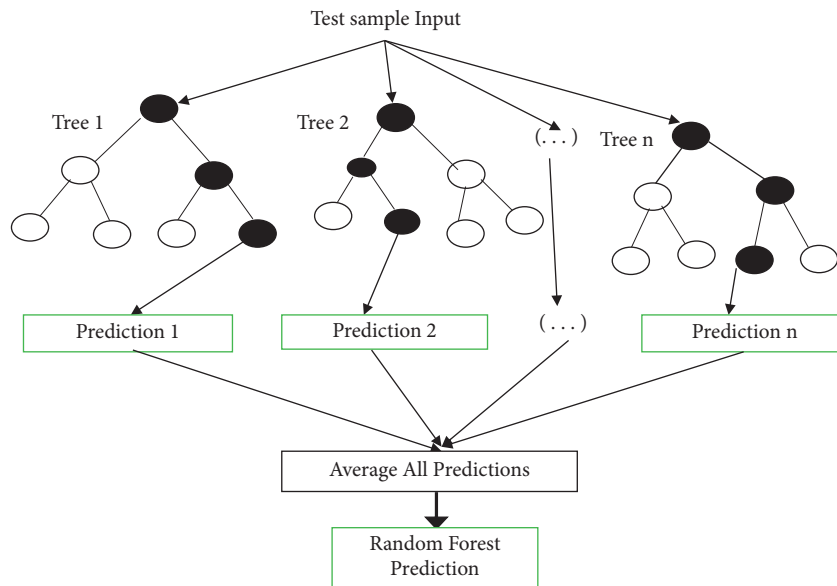 Test sample Input
Tree 1
Tree 2
(. . .)
Tree n
Prediction 1
Prediction 2
(. . .)
Prediction n
Average All Predictions
Random Forest
Prediction